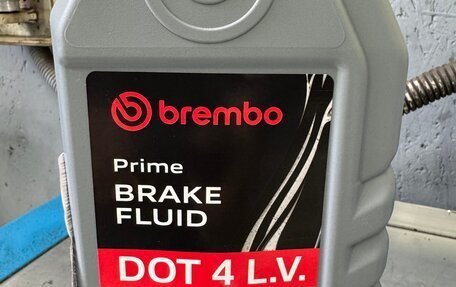 brembo
Prime
BRAKE
FLUID
DOT 4 L.V.